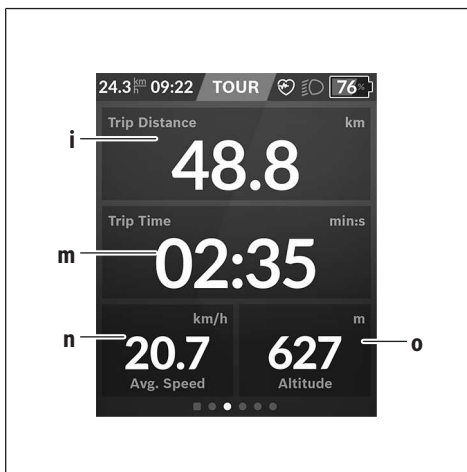 24.3 km/h 09:22 TOUR 76%
Trip Distance km
i
48.8
Trip Time min:s
m
02:35
km/h m
n
20.7 627
o
Avg. Speed Altitude